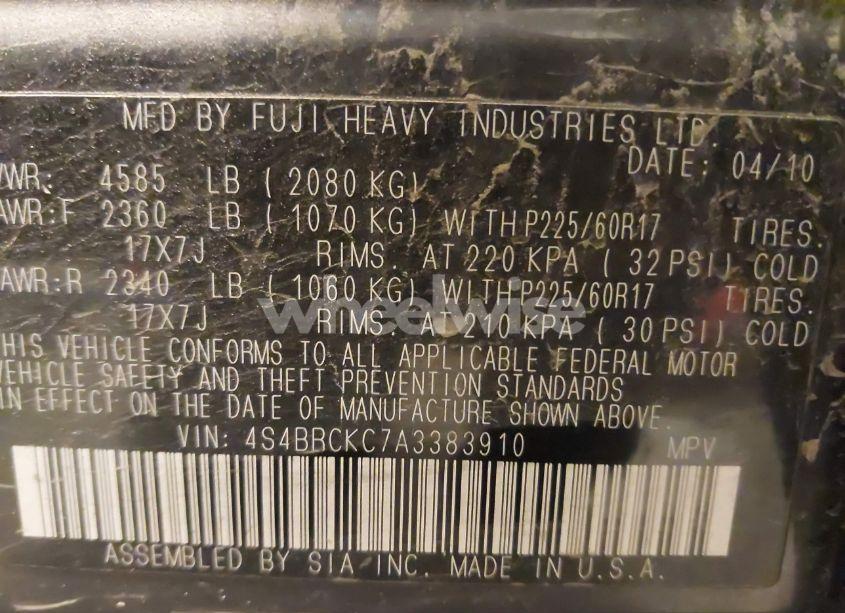 MFD BY FUJI HEAVY INDUSTRIES LTD.
DATE: 04/10
VWR: 4585 LB ( 2080 KG)
AWR:F 2360 LB ( 1070 KG) WITH P225/60R17 TIRES.
17X7J RIMS. AT 220 KPA ( 32 PSI) COLD
AWR:R 2340 LB ( 1060 KG) WITH P225/60R17 TIRES.
17X7J RIMS. AT 210 KPA ( 30 PSI) COLD
wheelwise
HIS VEHICLE CONFORMS TO ALL APPLICABLE FEDERAL MOTOR
VEHICLE SAFETY AND THEFT PREVENTION STANDARDS
IN EFFECT ON THE DATE OF MANUFACTURE SHOWN ABOVE.
VIN: 4S4BRCKC7A3383910 MPV
ASSEMBLED BY SIA INC. MADE IN U.S.A.